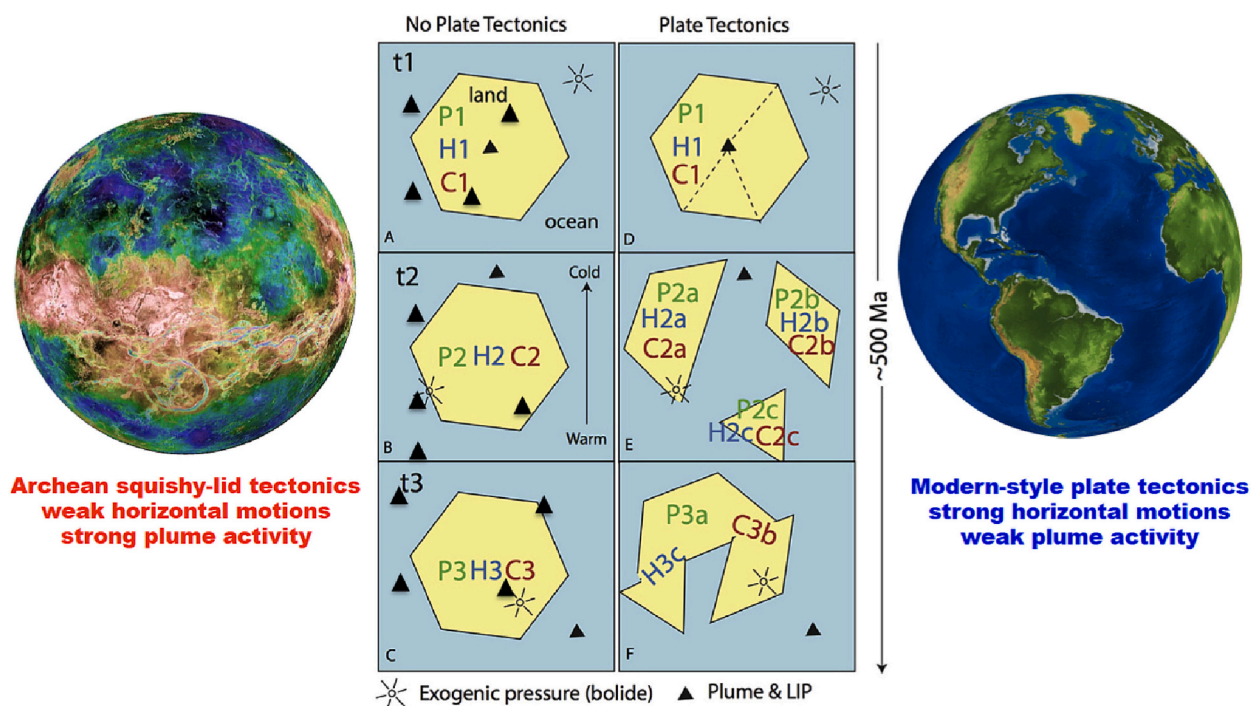 No Plate Tectonics
Plate Tectonics
t1
land
P1
H1
C1
ocean
A
P1
H1
C1
D
t2
Cold
P2 H2 C2
Warm
B
P2a
H2a
C2a
P2b
H2b
C2b
P2c
H2c C2c
E
t3
P3 H3 C3
C
P3a
C3b
H3c
F
~500 Ma
Archean squishy-lid tectonics
weak horizontal motions
strong plume activity
Modern-style plate tectonics
strong horizontal motions
weak plume activity
Exogenic pressure (bolide)
Plume & LIP